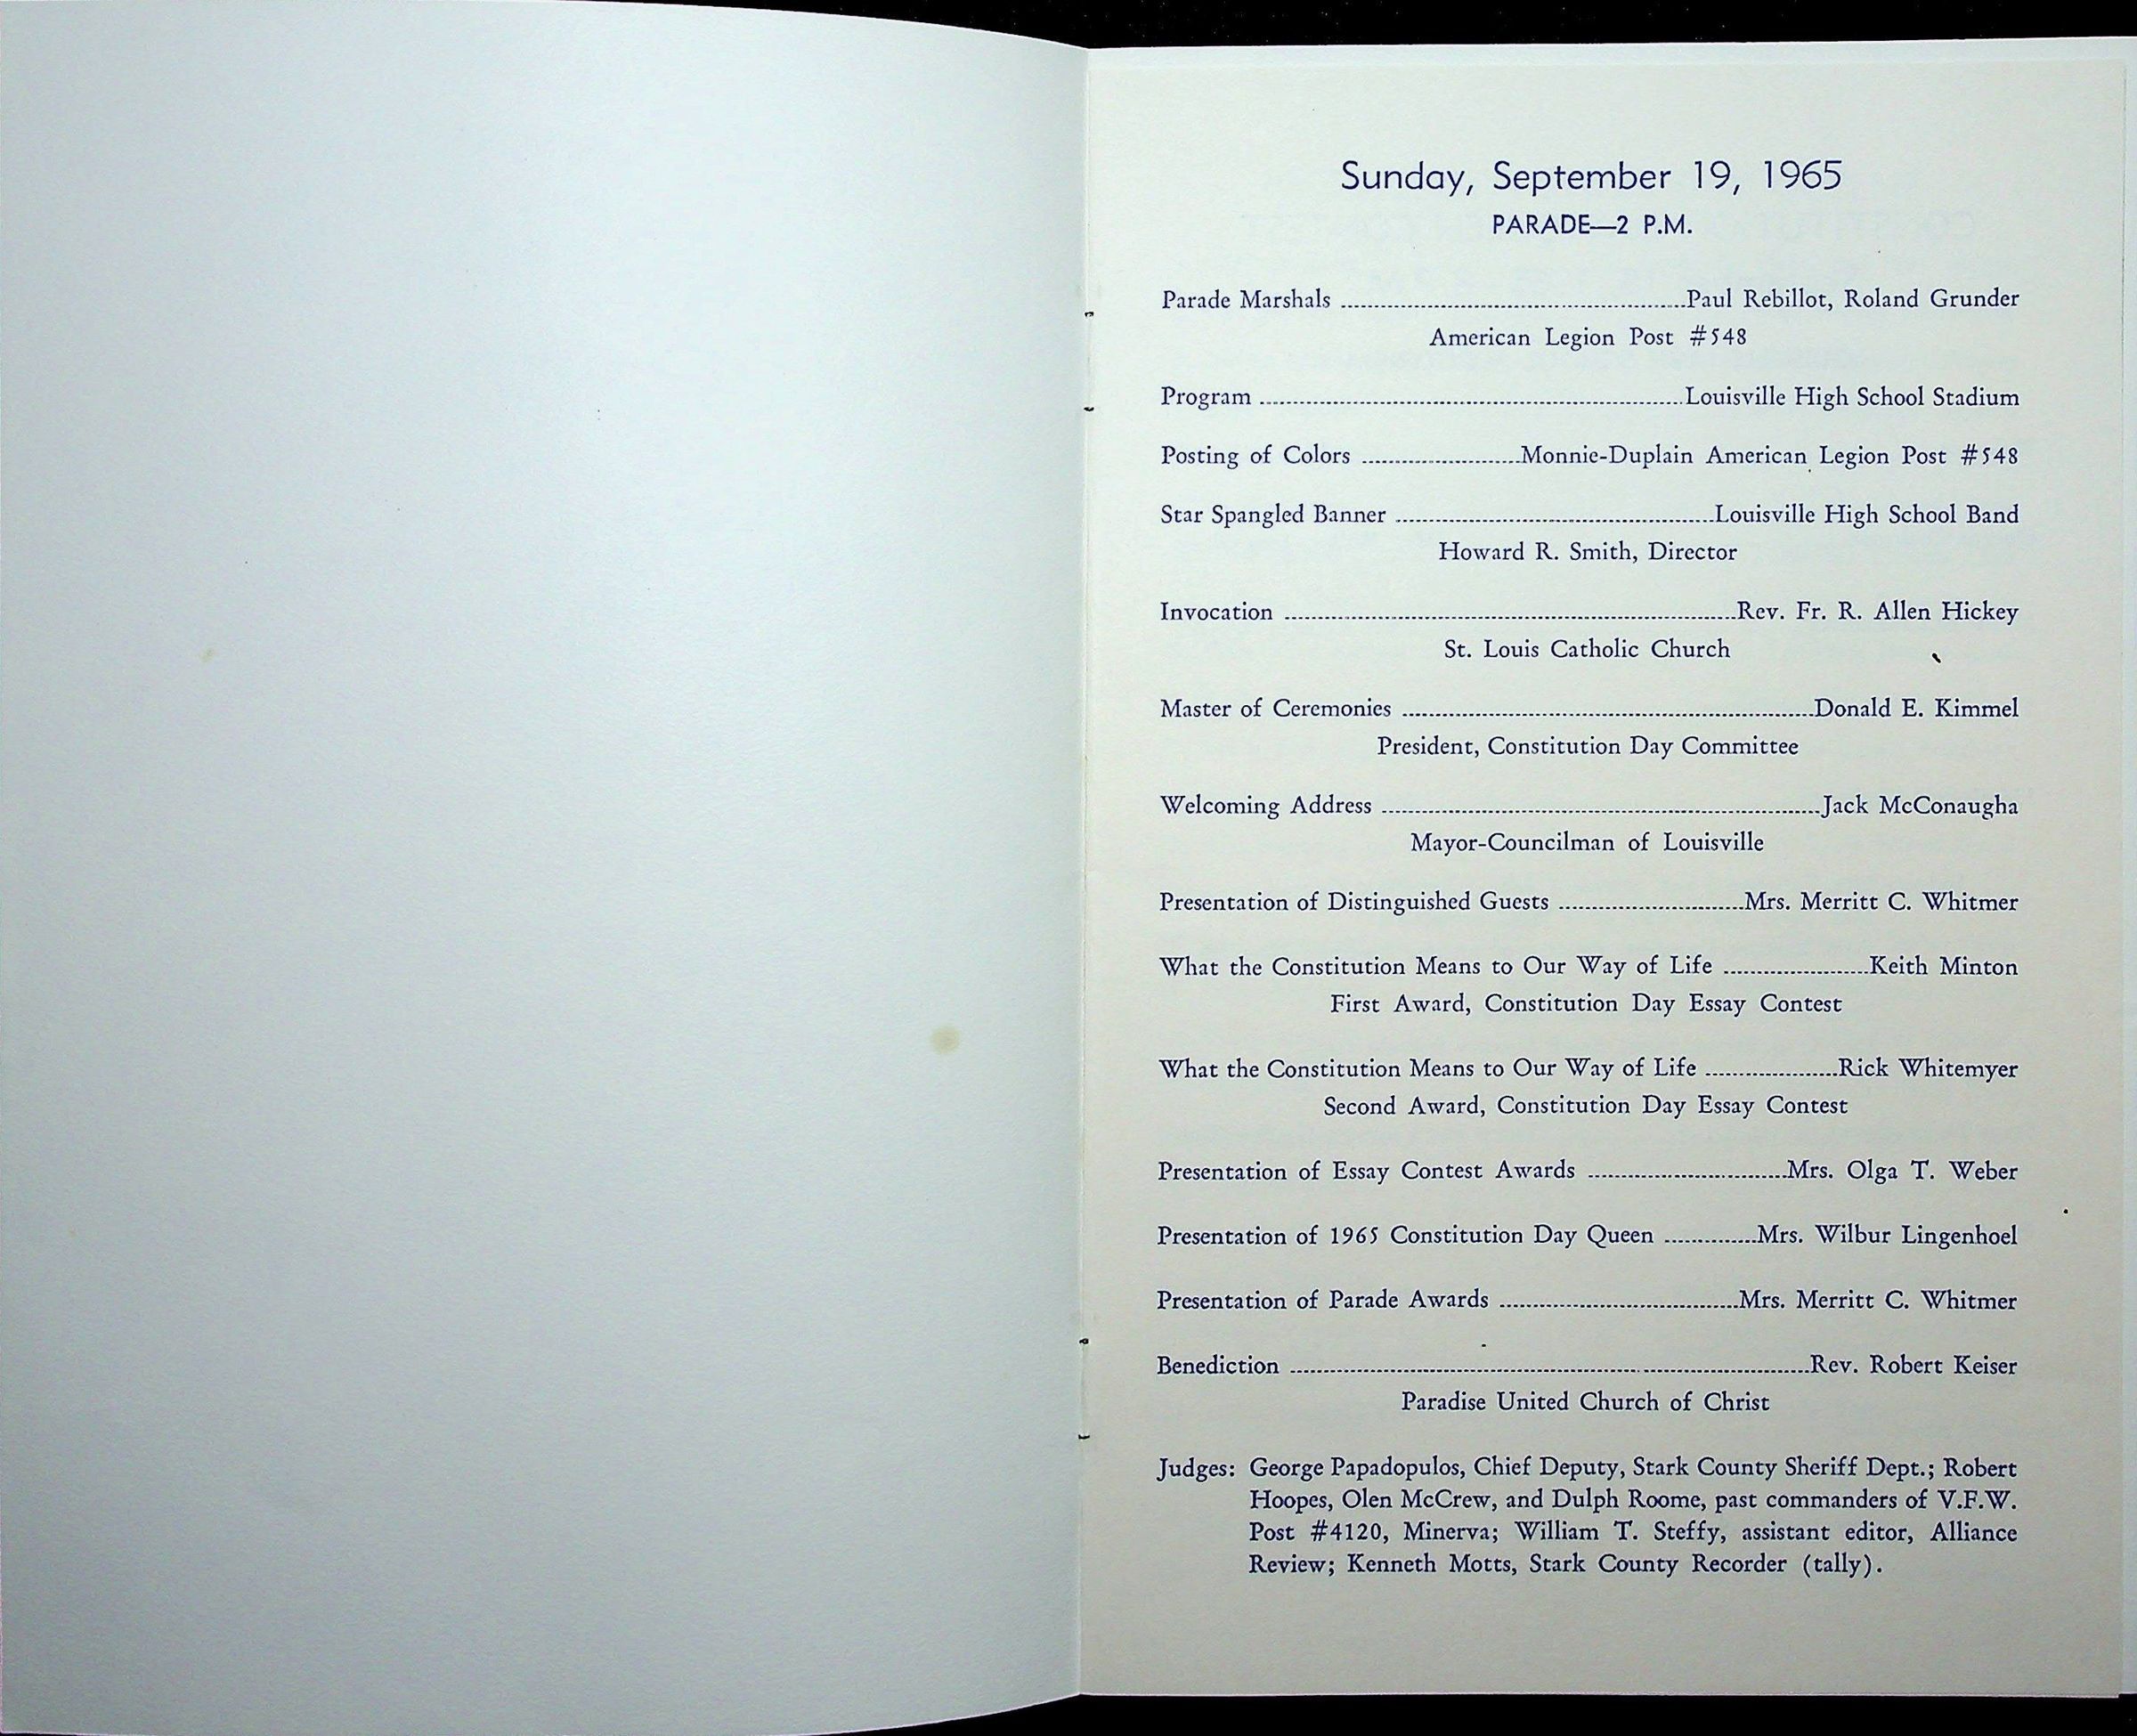 Sunday, September 19, 1965
PARADE—2 P.M.
Parade Marshals ........ Paul Rebillot, Roland Grunder
American Legion Post #548
Program ........ Louisville High School Stadium
Posting of Colors ........ Monnie-Duplain American Legion Post #548
Star Spangled Banner ........ Louisville High School Band
Howard R. Smith, Director
Invocation ........ Rev. Fr. R. Allen Hickey
St. Louis Catholic Church
Master of Ceremonies ........ Donald E. Kimmel
President, Constitution Day Committee
Welcoming Address ........ Jack McConaugha
Mayor-Councilman of Louisville
Presentation of Distinguished Guests ........ Mrs. Merritt C. Whitmer
What the Constitution Means to Our Way of Life ........ Keith Minton
First Award, Constitution Day Essay Contest
What the Constitution Means to Our Way of Life ........ Rick Whitemyer
Second Award, Constitution Day Essay Contest
Presentation of Essay Contest Awards ........ Mrs. Olga T. Weber
Presentation of 1965 Constitution Day Queen ........ Mrs. Wilbur Lingenhoel
Presentation of Parade Awards ........ Mrs. Merritt C. Whitmer
Benediction ........ Rev. Robert Keiser
Paradise United Church of Christ
Judges: George Papadopulos, Chief Deputy, Stark County Sheriff Dept.; Robert
Hoopes, Olen McCrew, and Dulph Roome, past commanders of V.F.W.
Post #4120, Minerva; William T. Steffy, assistant editor, Alliance
Review; Kenneth Motts, Stark County Recorder (tally).